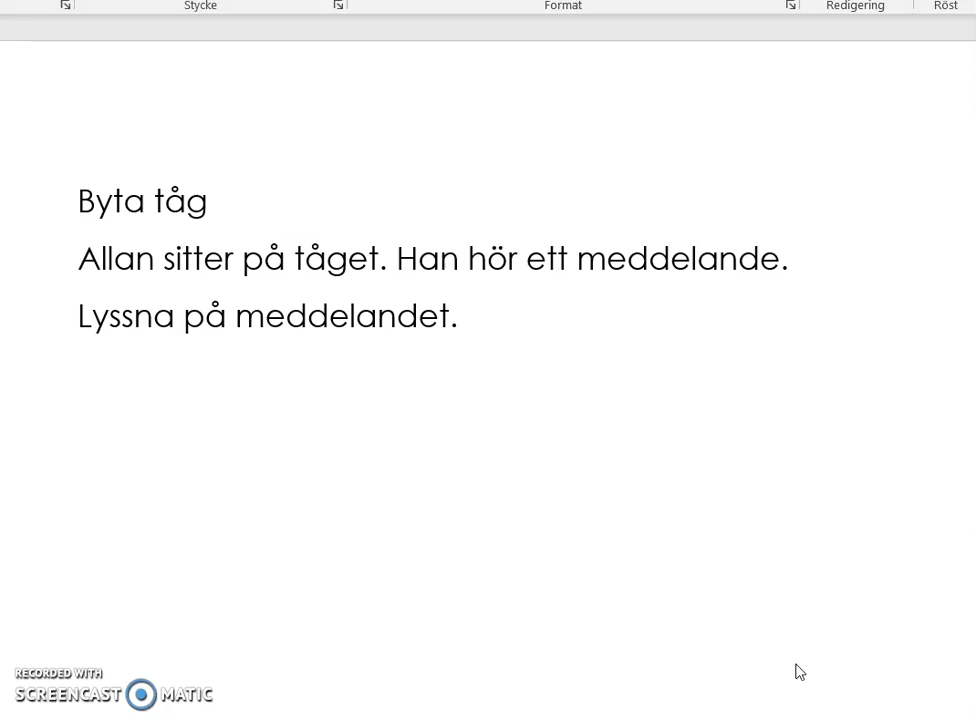 Stycke Format Redigering Röst
Byta tåg
Allan sitter på tåget. Han hör ett meddelande.
Lyssna på meddelandet.
RECORDED WITH
SCREENCAST MATIC